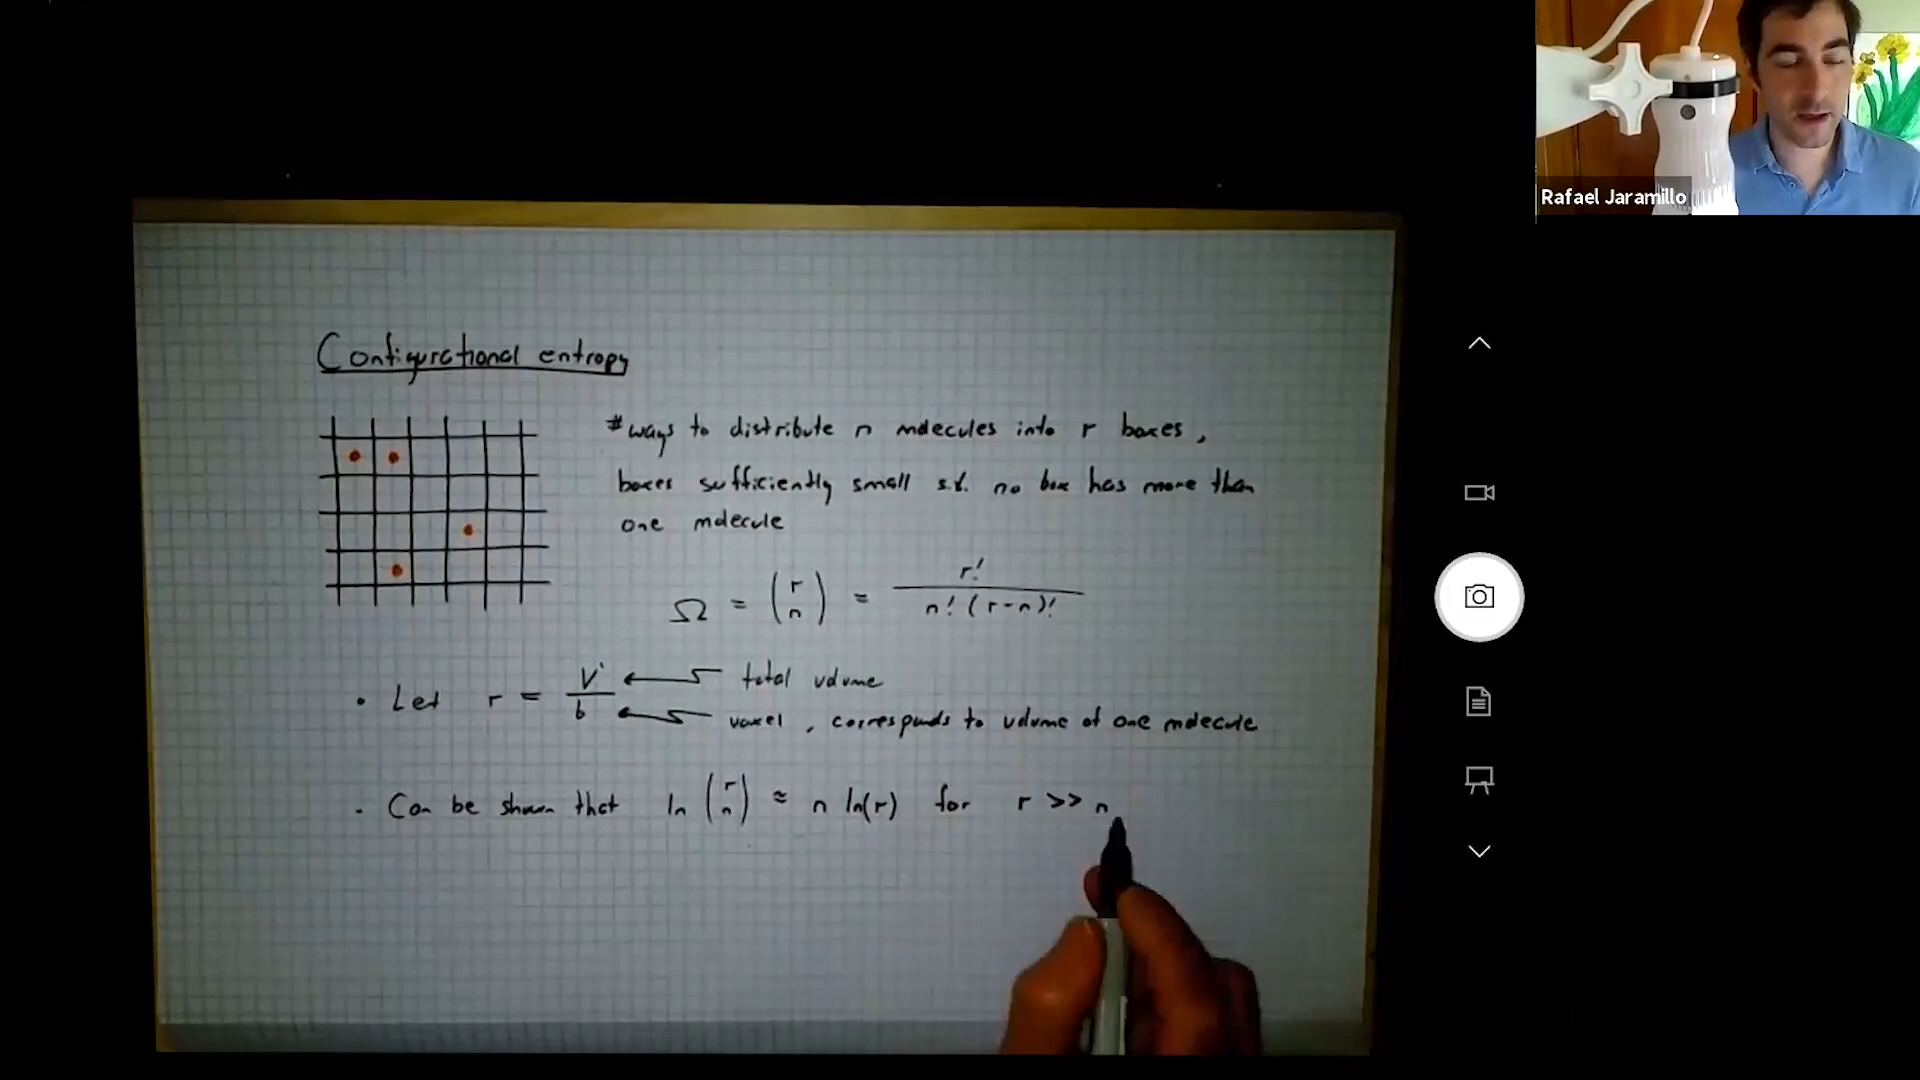 Rafael Jaramillo
Configurational entropy
# ways to distribute n molecules into r boxes,
boxes sufficiently small s.t. no box has more than
one molecule
Ω = (r n) = r! / n! (r-n)!
• Let r = V / b ← total volume
← voxel, corresponds to volume of one molecule
• Can be shown that ln (r n) ≈ n ln(r) for r >> n